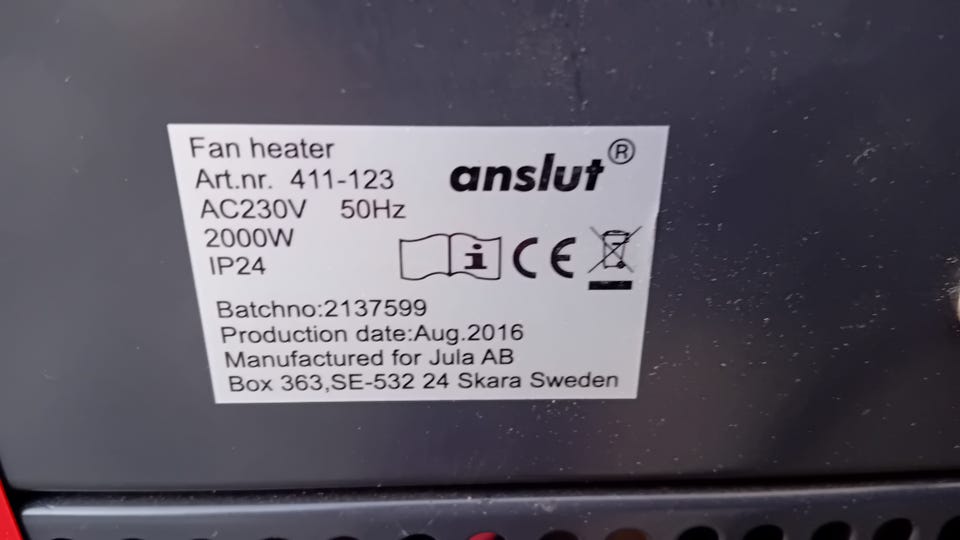 Fan heater
anslut®
Art.nr. 411-123
AC230V 50Hz
2000W
IP24
i CE
Batchno:2137599
Production date:Aug.2016
Manufactured for Jula AB
Box 363,SE-532 24 Skara Sweden